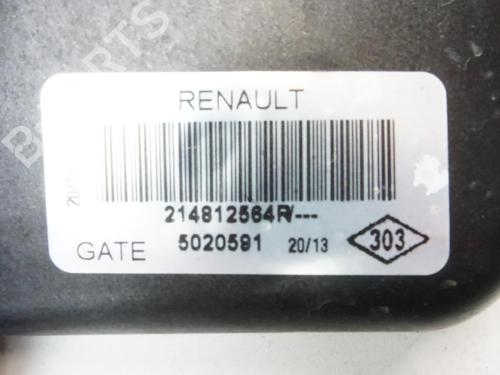 RENAULT
214812564R/---
GATE 5020591 20/13 303